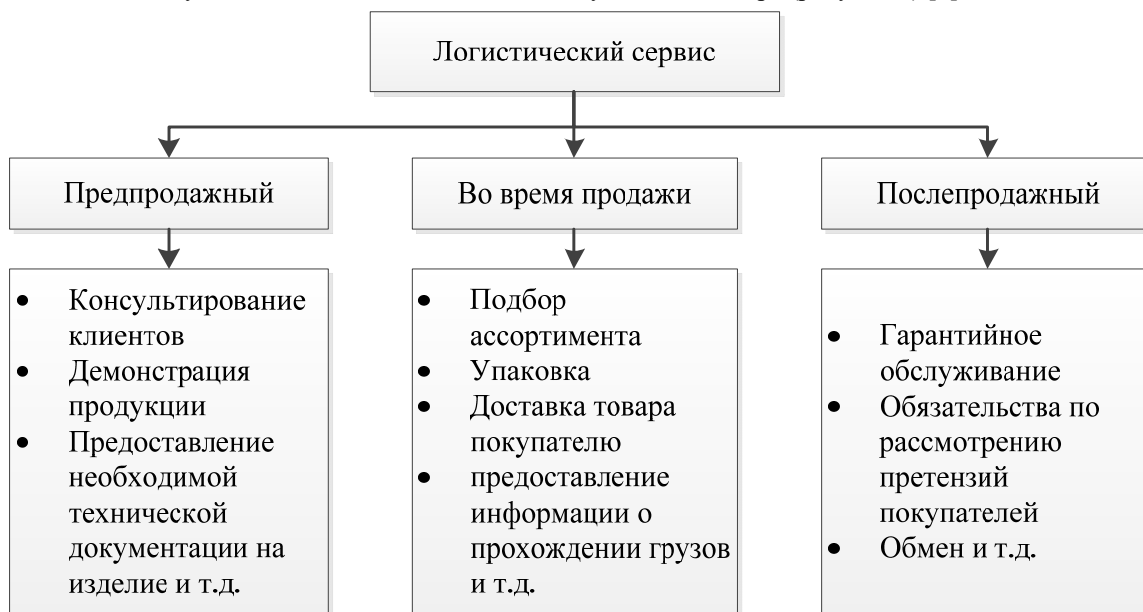 Логистический сервис
Предпродажный
Во время продажи
Послепродажный
• Консультирование
клиентов
• Демонстрация
продукции
• Предоставление
необходимой
технической
документации на
изделие и т.д.
• Подбор
ассортимента
• Упаковка
• Доставка товара
покупателю
• предоставление
информации о
прохождении грузов
и т.д.
• Гарантийное
обслуживание
• Обязательства по
рассмотрению
претензий
покупателей
• Обмен и т.д.